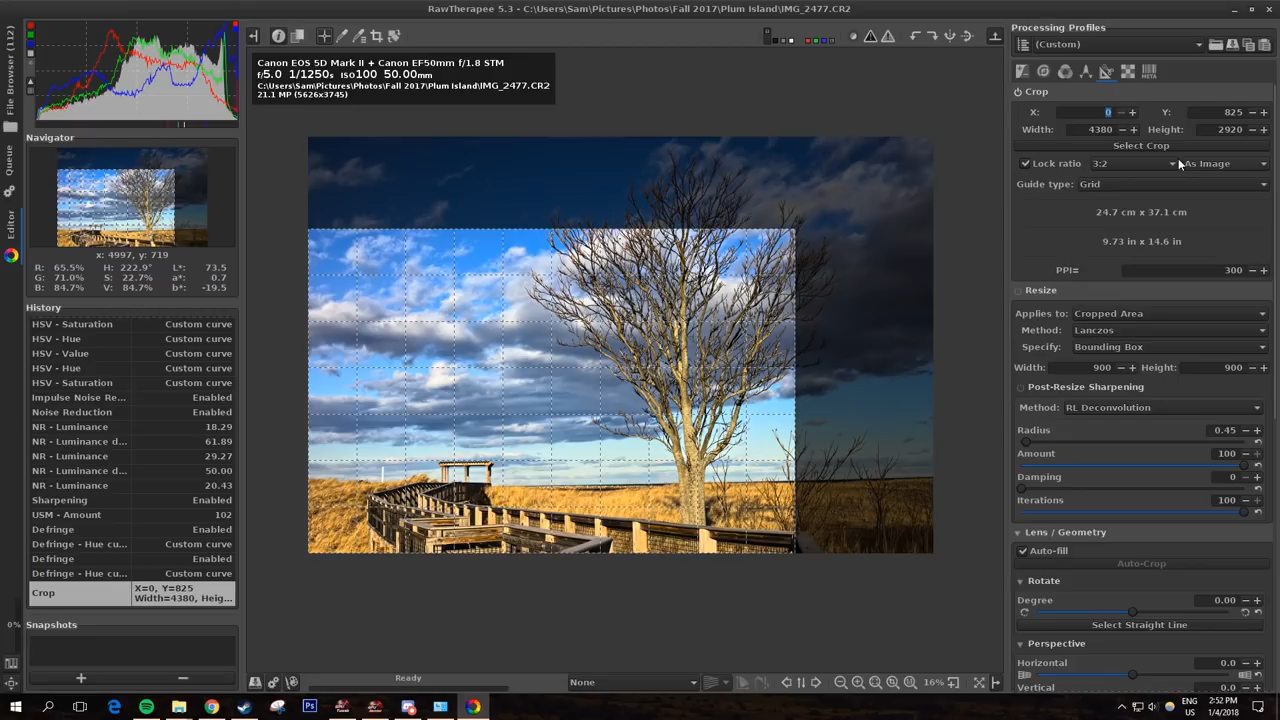 RawTherapee 5.3 - C:\Users\Sam\Pictures\Photos\Fall 2017\Plum Island\IMG_2477.CR2
File Browser (112)
Queue
Editor
0%
Navigator
x: 4997, y: 719
R: 65.5% H: 222.9° L*: 73.5
G: 71.0% S: 22.7% a*: 0.7
B: 84.7% V: 84.7% b*: -19.5
History
HSV - Saturation Custom curve
HSV - Hue Custom curve
HSV - Value Custom curve
HSV - Hue Custom curve
HSV - Saturation Custom curve
Impulse Noise Re... Enabled
Noise Reduction Enabled
NR - Luminance 18.29
NR - Luminance d... 61.89
NR - Luminance 29.27
NR - Luminance d... 50.00
NR - Luminance 20.43
Sharpening Enabled
USM - Amount 102
Defringe Enabled
Defringe - Hue cu... Custom curve
Defringe Enabled
Defringe - Hue cu... Custom curve
Crop X=0, Y=825
Width=4380, Heig...
Snapshots
Canon EOS 5D Mark II + Canon EF50mm f/1.8 STM
f/5.0 1/1250s ISO100 50.00mm
C:\Users\Sam\Pictures\Photos\Fall 2017\Plum Island\IMG_2477.CR2
21.1 MP (5626x3745)
Ready
None
16%
Processing Profiles
(Custom)
META
Crop
X: 0 Y: 825
Width: 4380 Height: 2920
Select Crop
Lock ratio 3:2 As Image
Guide type: Grid
24.7 cm x 37.1 cm
9.73 in x 14.6 in
PPI= 300
Resize
Applies to: Cropped Area
Method: Lanczos
Specify: Bounding Box
Width: 900 Height: 900
Post-Resize Sharpening
Method: RL Deconvolution
Radius 0.45
Amount 100
Damping 0
Iterations 100
Lens / Geometry
Auto-fill
Auto-Crop
Rotate
Degree 0.00
Select Straight Line
Perspective
Horizontal 0.0
Vertical 0.0
Ps
ENG
US
2:52 PM
1/4/2018